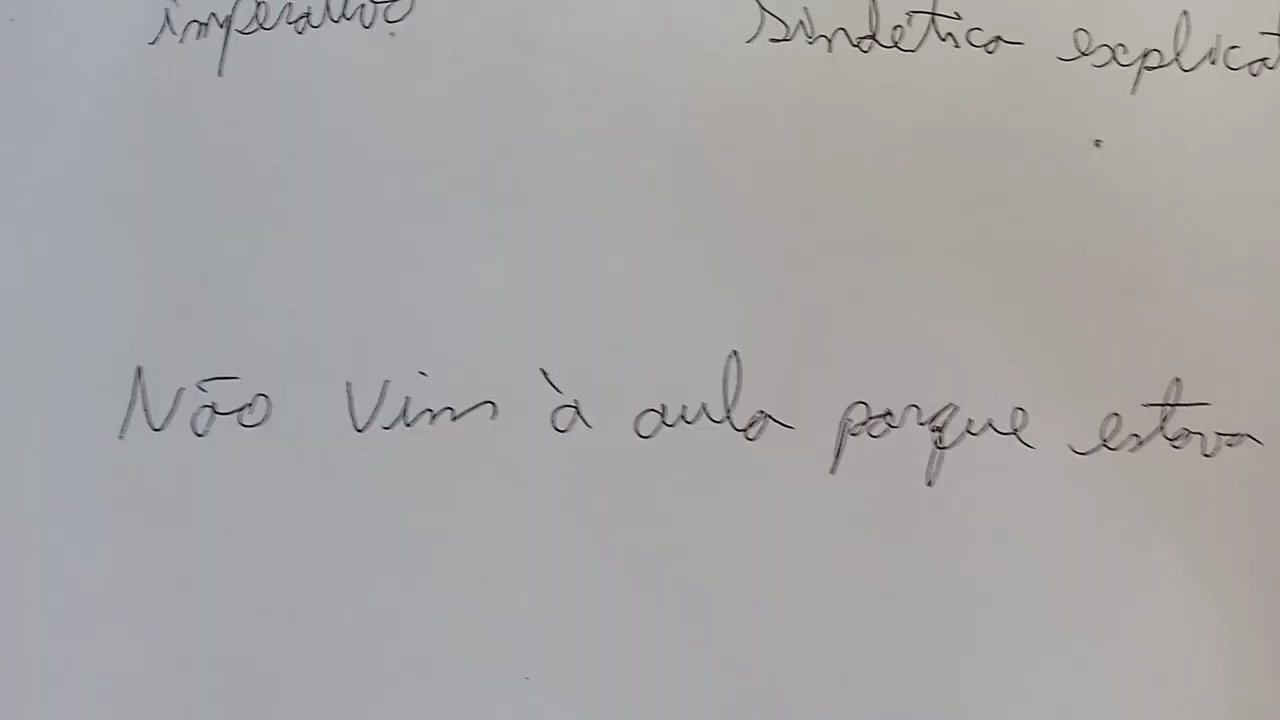 imperativo sindética explicat
Não vim à aula porque estava